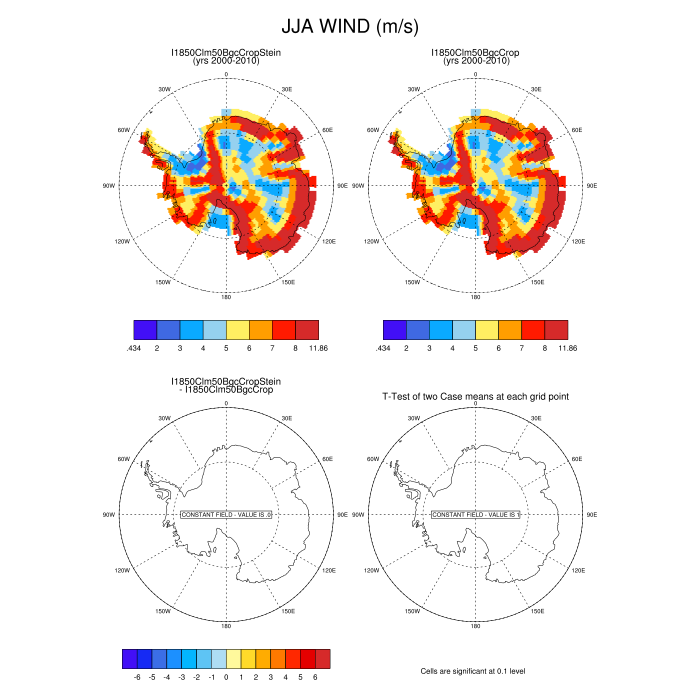 JJA WIND (m/s)
I1850Clm50BgcCropStein
(yrs 2000-2010)
0
30W
30E
60W
60E
90W
90E
120W
120E
150W
150E
180
.434 2 3 4 5 6 7 8 11.86
I1850Clm50BgcCrop
(yrs 2000-2010)
0
30W
30E
60W
60E
90W
90E
120W
120E
150W
150E
180
.434 2 3 4 5 6 7 8 11.86
I1850Clm50BgcCropStein
- I1850Clm50BgcCrop
0
30W
30E
60W
60E
90W
90E
CONSTANT FIELD - VALUE IS .0
120W
120E
150W
150E
180
-6 -5 -4 -3 -2 -1 0 1 2 3 4 5 6
T-Test of two Case means at each grid point
0
30W
30E
60W
60E
90W
90E
CONSTANT FIELD - VALUE IS 1
120W
120E
150W
150E
180
Cells are significant at 0.1 level